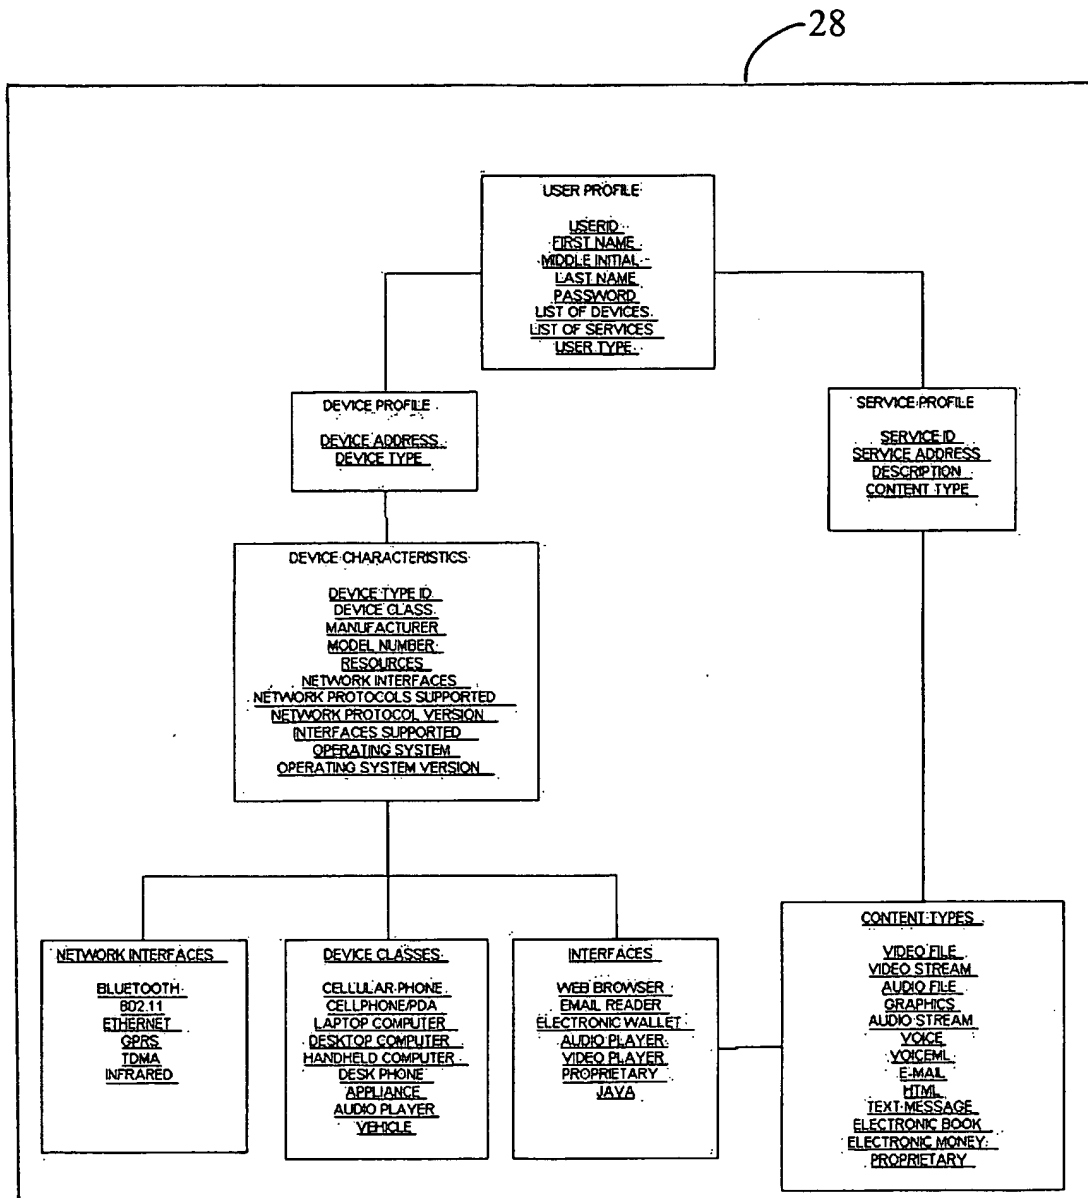 28
USER PROFILE
USERID
FIRST NAME
MIDDLE INITIAL
LAST NAME
PASSWORD
LIST OF DEVICES
LIST OF SERVICES
USER TYPE
DEVICE PROFILE
DEVICE ADDRESS
DEVICE TYPE
SERVICE PROFILE
SERVICE ID
SERVICE ADDRESS
DESCRIPTION
CONTENT TYPE
DEVICE CHARACTERISTICS
DEVICE TYPE ID
DEVICE CLASS
MANUFACTURER
MODEL NUMBER
RESOURCES
NETWORK INTERFACES
NETWORK PROTOCOLS SUPPORTED
NETWORK PROTOCOL VERSION
INTERFACES SUPPORTED
OPERATING SYSTEM
OPERATING SYSTEM VERSION
NETWORK INTERFACES
BLUETOOTH
802.11
ETHERNET
GPRS
TDMA
INFRARED
DEVICE CLASSES
CELLULAR PHONE
CELLPHONE/PDA
LAPTOP COMPUTER
DESKTOP COMPUTER
HANDHELD COMPUTER
DESK PHONE
APPLIANCE
AUDIO PLAYER
VEHICLE
INTERFACES
WEB BROWSER
EMAIL READER
ELECTRONIC WALLET
AUDIO PLAYER
VIDEO PLAYER
PROPRIETARY
JAVA
CONTENT TYPES
VIDEO FILE
VIDEO STREAM
AUDIO FILE
GRAPHICS
AUDIO STREAM
VOICE
VOICEML
E-MAIL
HTML
TEXT MESSAGE
ELECTRONIC BOOK
ELECTRONIC MONEY
PROPRIETARY